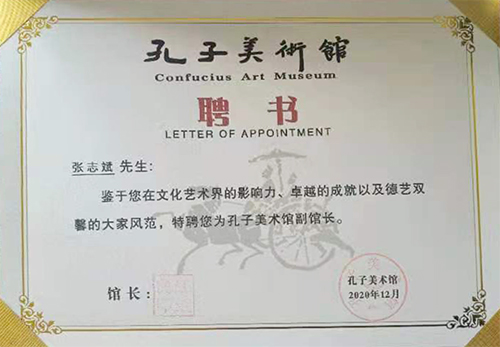 孔子美術館
Confucius Art Museum
聘书
LETTER OF APPOINTMENT
张志斌 先生:
鉴于您在文化艺术界的影响力、卓越的成就以及德艺双
馨的大家风范，特聘您为孔子美术馆副馆长。
馆长:
孔子美术馆
2020年12月